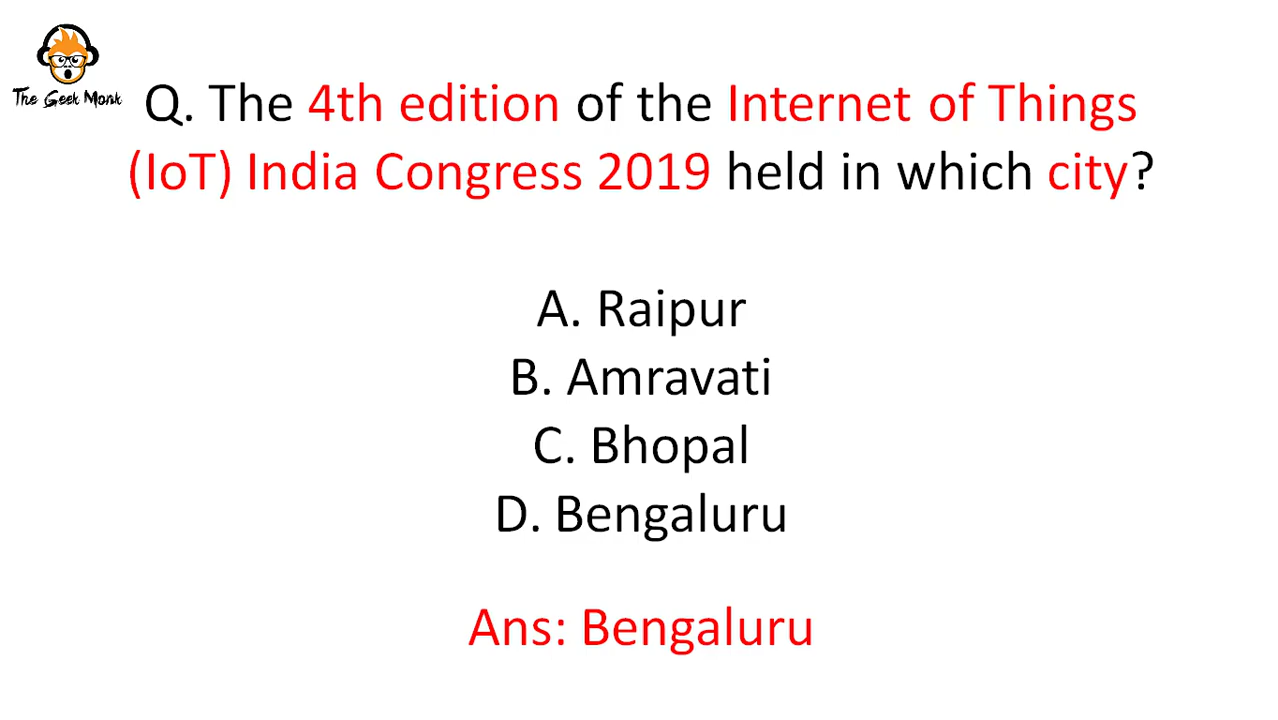 The Geek Monk
Q. The 4th edition of the Internet of Things
(IoT) India Congress 2019 held in which city?
A. Raipur
B. Amravati
C. Bhopal
D. Bengaluru
Ans: Bengaluru